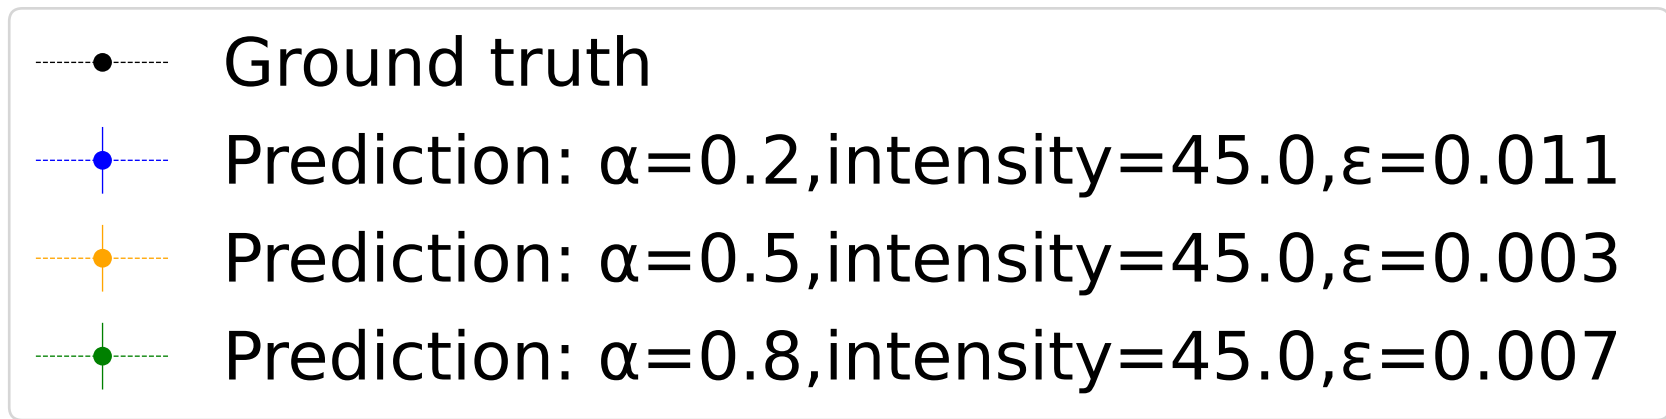 Ground truth
Prediction: α=0.2,intensity=45.0,ε=0.011
Prediction: α=0.5,intensity=45.0,ε=0.003
Prediction: α=0.8,intensity=45.0,ε=0.007